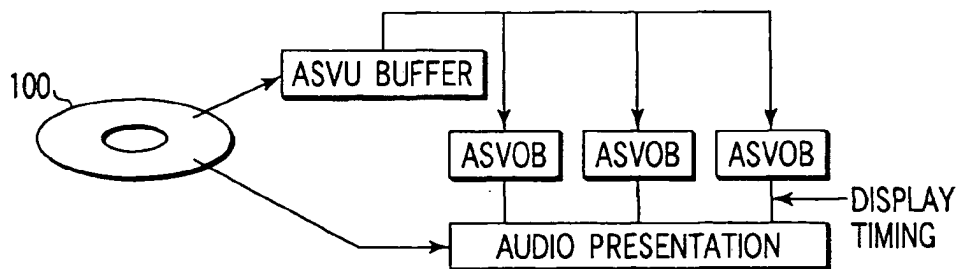 100
ASVU BUFFER
ASVOB
ASVOB
ASVOB
DISPLAY
TIMING
AUDIO PRESENTATION